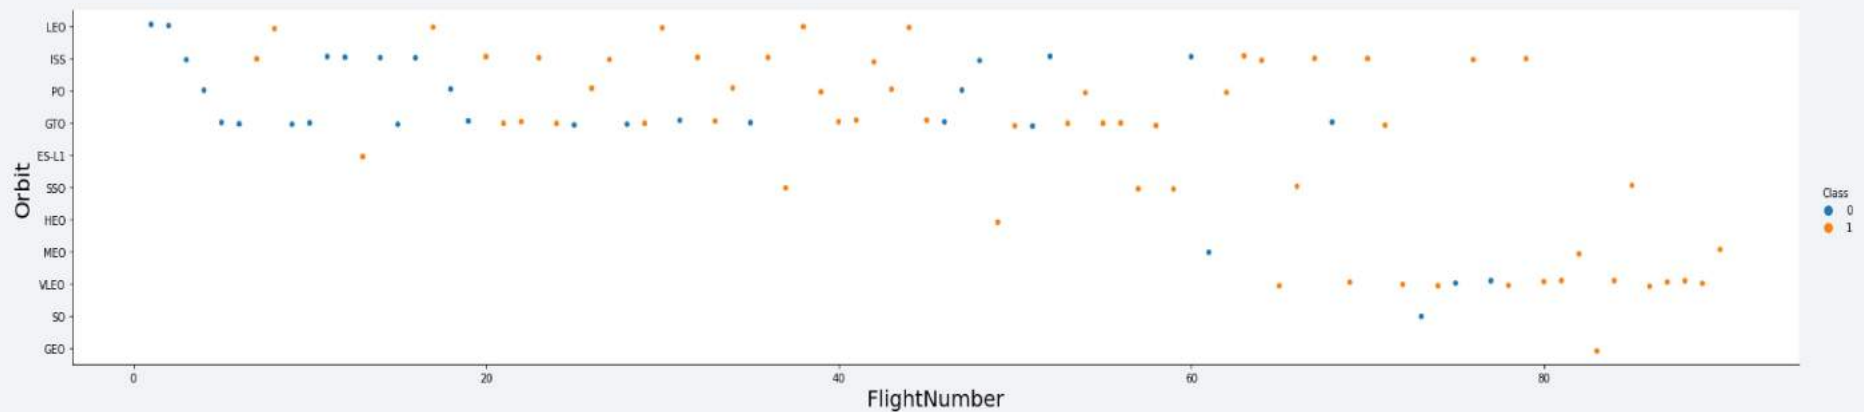 LEO
ISS
PO
GTO
ES-L1
SSO
HEO
MEO
VLEO
SO
GEO
Orbit
0 20 40 60 80
FlightNumber
Class
0
1